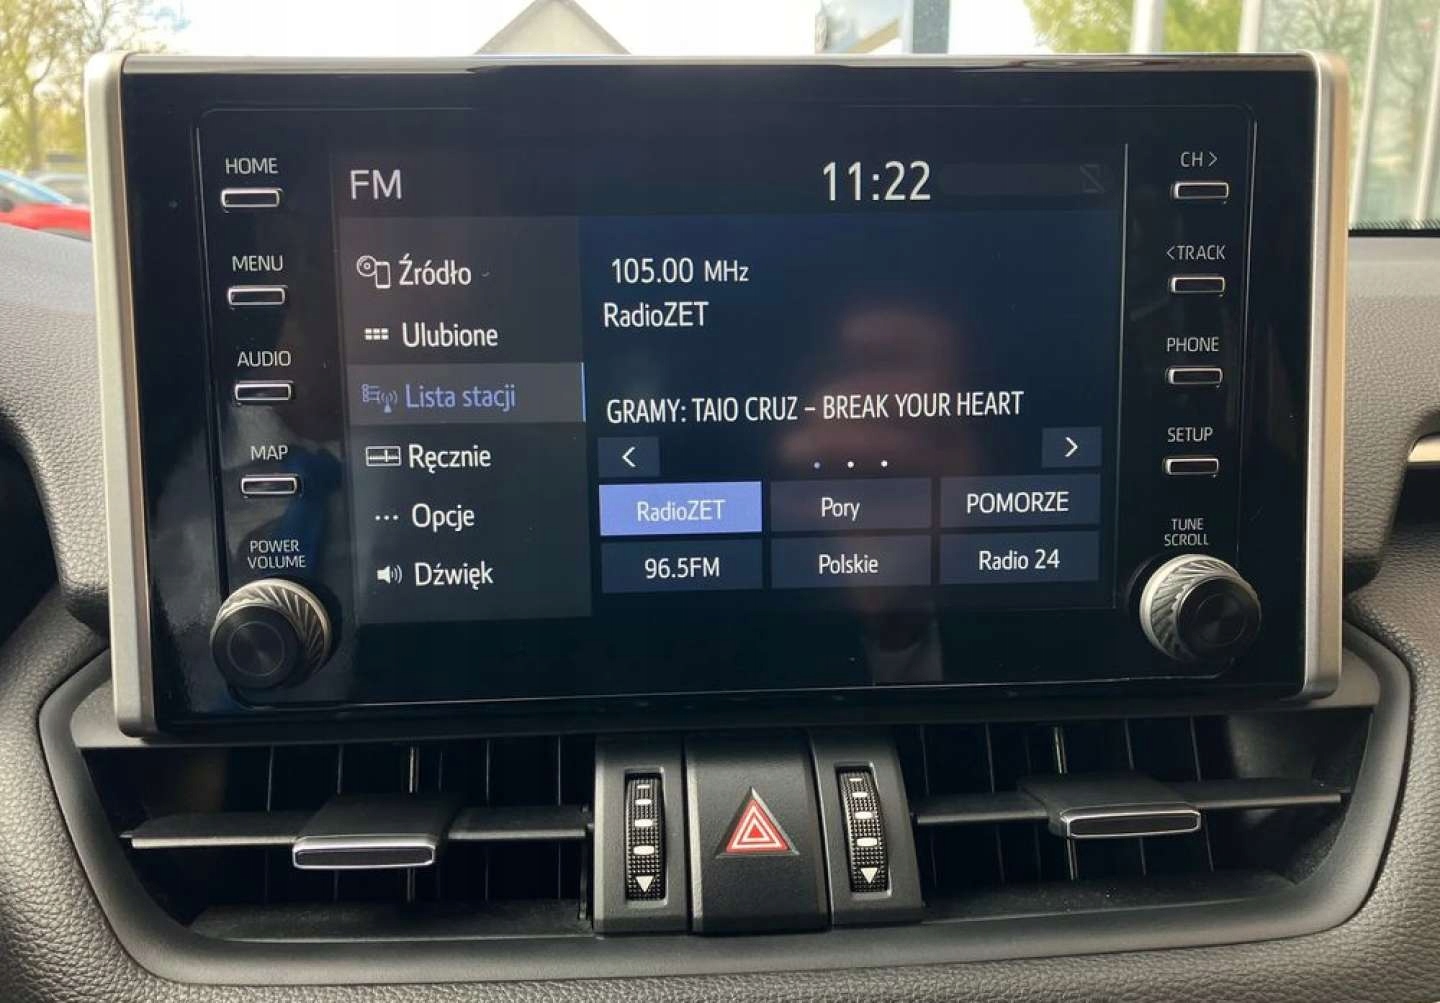 HOME
MENU
AUDIO
MAP
POWER
VOLUME
FM
11:22
Źródło
Ulubione
Lista stacji
Ręcznie
Opcje
Dźwięk
105.00 MHz
RadioZET
GRAMY: TAIO CRUZ – BREAK YOUR HEART
< >
RadioZET Pory POMORZE
96.5FM Polskie Radio 24
CH >
< TRACK
PHONE
SETUP
TUNE
SCROLL